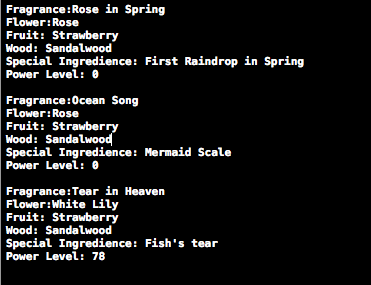 Fragrance:Rose in Spring
Flower:Rose
Fruit: Strawberry
Wood: Sandalwood
Special Ingredience: First Raindrop in Spring
Power Level: 0
Fragrance:Ocean Song
Flower:Rose
Fruit: Strawberry
Wood: Sandalwood
Special Ingredience: Mermaid Scale
Power Level: 0
Fragrance:Tear in Heaven
Flower:White Lily
Fruit: Strawberry
Wood: Sandalwood
Special Ingredience: Fish's tear
Power Level: 78